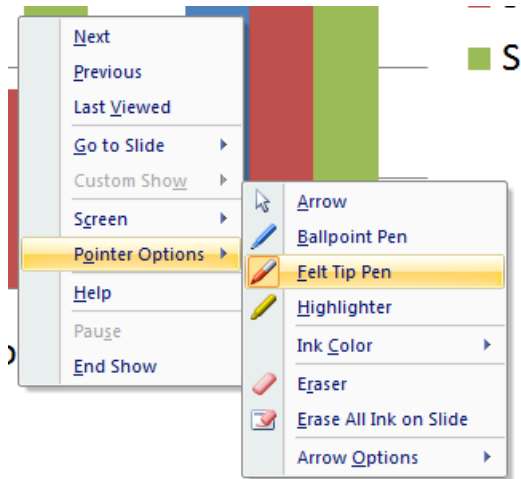 Next
Previous
Last Viewed
Go to Slide
Custom Show
Screen
Pointer Options
Help
Pause
End Show
Arrow
Ballpoint Pen
Felt Tip Pen
Highlighter
Ink Color
Eraser
Erase All Ink on Slide
Arrow Options
S